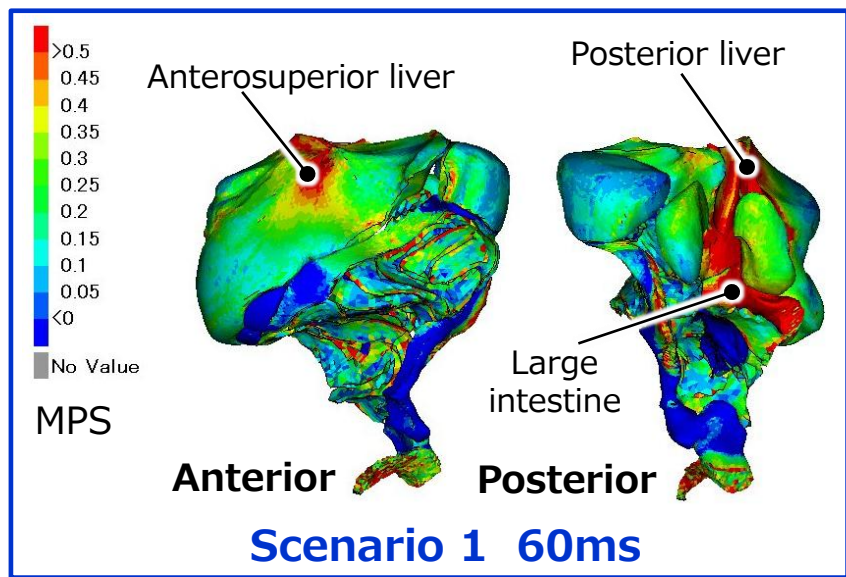 >0.5
0.45
0.4
0.35
0.3
0.25
0.2
0.15
0.1
0.05
<0
No Value
MPS
Anterosuperior liver
Posterior liver
Large
intestine
Anterior
Posterior
Scenario 1 60ms